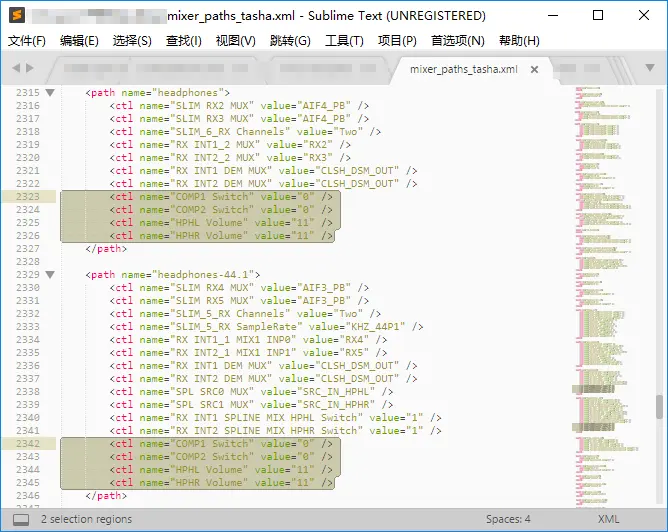 mixer_paths_tasha.xml - Sublime Text (UNREGISTERED)
文件(F) 编辑(E) 选择(S) 查找(I) 视图(V) 跳转(G) 工具(T) 项目(P) 首选项(N) 帮助(H)
mixer_paths_tasha.xml
2315 <path name="headphones">
2316 <ctl name="SLIM RX2 MUX" value="AIF4_PB" />
2317 <ctl name="SLIM RX3 MUX" value="AIF4_PB" />
2318 <ctl name="SLIM_6_RX Channels" value="Two" />
2319 <ctl name="RX INT1_2 MUX" value="RX2" />
2320 <ctl name="RX INT2_2 MUX" value="RX3" />
2321 <ctl name="RX INT1 DEM MUX" value="CLSH_DSM_OUT" />
2322 <ctl name="RX INT2 DEM MUX" value="CLSH_DSM_OUT" />
2323 <ctl name="COMP1 Switch" value="0" />
2324 <ctl name="COMP2 Switch" value="0" />
2325 <ctl name="HPHL Volume" value="11" />
2326 <ctl name="HPHR Volume" value="11" />
2327 </path>
2328
2329 <path name="headphones-44.1">
2330 <ctl name="SLIM RX4 MUX" value="AIF3_PB" />
2331 <ctl name="SLIM RX5 MUX" value="AIF3_PB" />
2332 <ctl name="SLIM_5_RX Channels" value="Two" />
2333 <ctl name="SLIM_5_RX SampleRate" value="KHZ_44P1" />
2334 <ctl name="RX INT1_1 MIX1 INP0" value="RX4" />
2335 <ctl name="RX INT2_1 MIX1 INP1" value="RX5" />
2336 <ctl name="RX INT1 DEM MUX" value="CLSH_DSM_OUT" />
2337 <ctl name="RX INT2 DEM MUX" value="CLSH_DSM_OUT" />
2338 <ctl name="SPL SRC0 MUX" value="SRC_IN_HPHL" />
2339 <ctl name="SPL SRC1 MUX" value="SRC_IN_HPHR" />
2340 <ctl name="RX INT1 SPLINE MIX HPHL Switch" value="1" />
2341 <ctl name="RX INT2 SPLINE MIX HPHR Switch" value="1" />
2342 <ctl name="COMP1 Switch" value="0" />
2343 <ctl name="COMP2 Switch" value="0" />
2344 <ctl name="HPHL Volume" value="11" />
2345 <ctl name="HPHR Volume" value="11" />
2346 </path>
2 selection regions Spaces: 4 XML